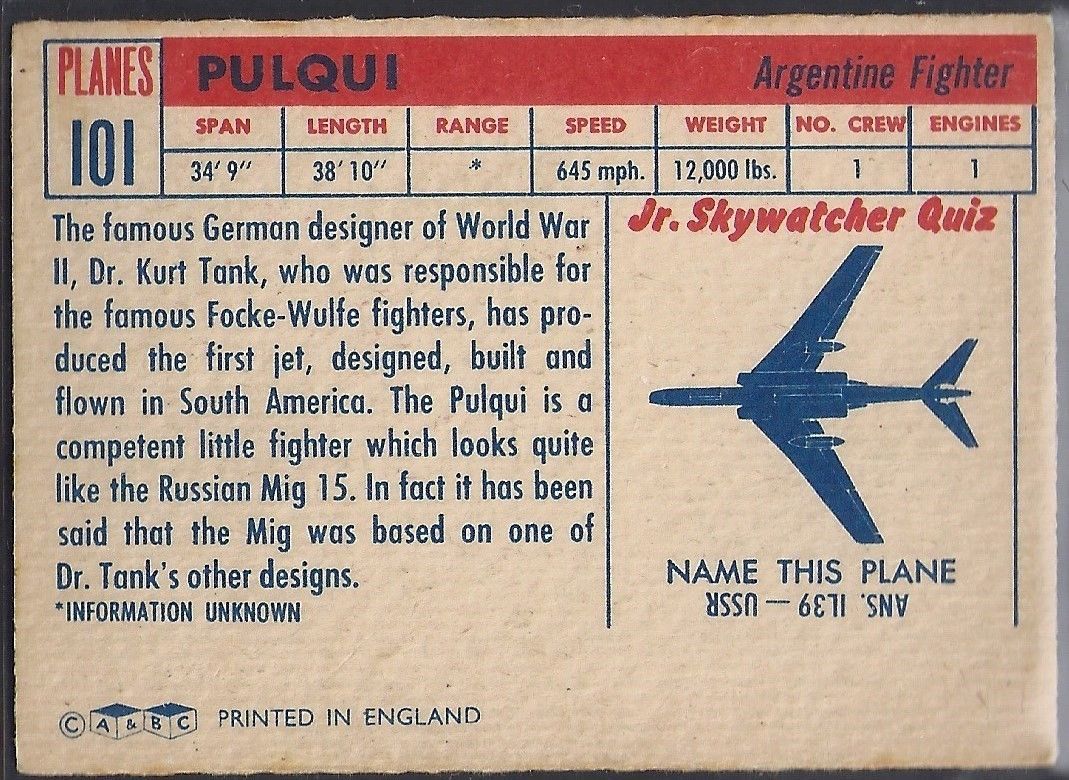 PLANES
101
PULQUI
Argentine Fighter
SPAN LENGTH RANGE SPEED WEIGHT NO. CREW ENGINES
34' 9" 38' 10" * 645 mph. 12,000 lbs. 1 1
The famous German designer of World War
II, Dr. Kurt Tank, who was responsible for
the famous Focke-Wulfe fighters, has pro-
duced the first jet, designed, built and
flown in South America. The Pulqui is a
competent little fighter which looks quite
like the Russian Mig 15. In fact it has been
said that the Mig was based on one of
Dr. Tank's other designs.
*INFORMATION UNKNOWN
Jr. Skywatcher Quiz
NAME THIS PLANE
ANS. IL39 — USSR
© A & B C PRINTED IN ENGLAND